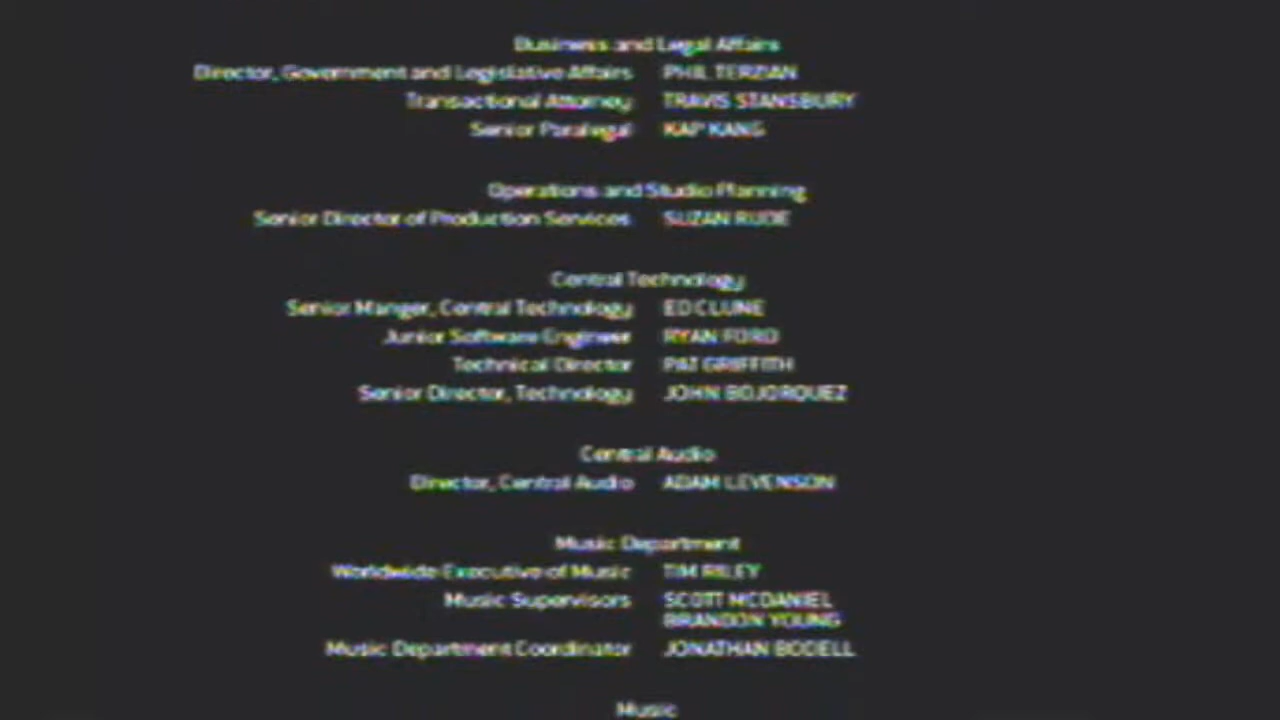 Business and Legal Affairs
Director, Government and Legislative Affairs PHIL TERZIAN
Transactional Attorney TRAVIS STANSBURY
Senior Paralegal KAP KANG
Operations and Studio Planning
Senior Director of Production Services SUZAN RUDE
Central Technology
Senior Manger, Central Technology ED CLUNE
Junior Software Engineer RYAN FORD
Technical Director PAT GRIFFITH
Senior Director, Technology JOHN BOJORQUEZ
Central Audio
Director, Central Audio ADAM LEVENSON
Music Department
Worldwide Executive of Music TIM RILEY
Music Supervisors SCOTT MCDANIEL
BRANDON YOUNG
Music Department Coordinator JONATHAN BODELL
Music